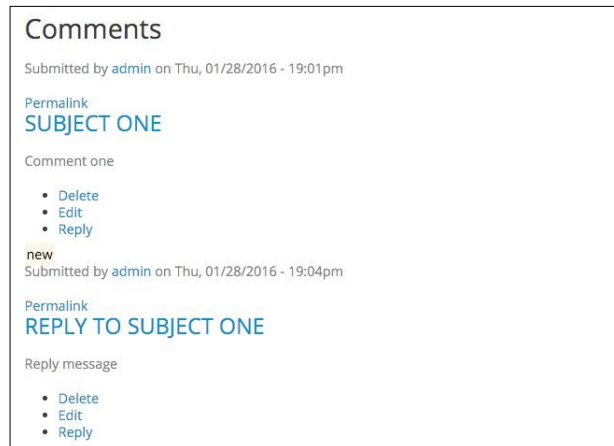 Comments
Submitted by admin on Thu, 01/28/2016 - 19:01pm
Permalink
SUBJECT ONE
Comment one
Delete
Edit
Reply
new
Submitted by admin on Thu, 01/28/2016 - 19:04pm
Permalink
REPLY TO SUBJECT ONE
Reply message
Delete
Edit
Reply